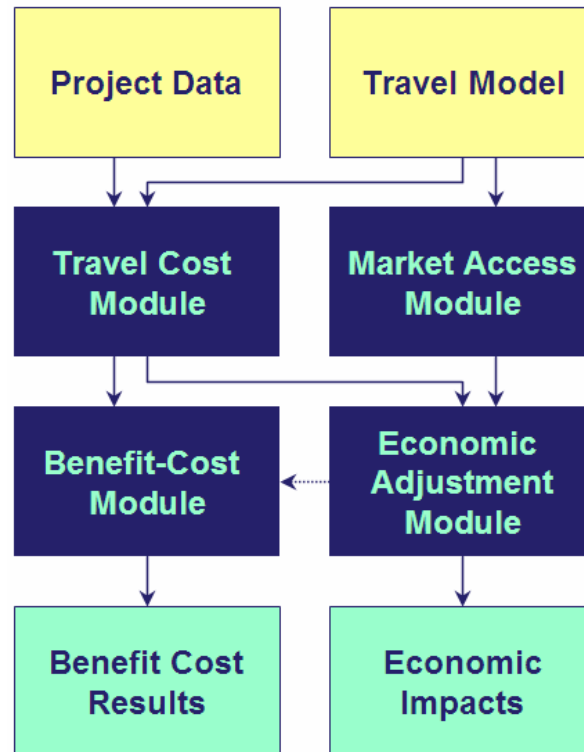 Project Data
Travel Model
Travel Cost
Module
Market Access
Module
Benefit-Cost
Module
Economic
Adjustment
Module
Benefit Cost
Results
Economic
Impacts